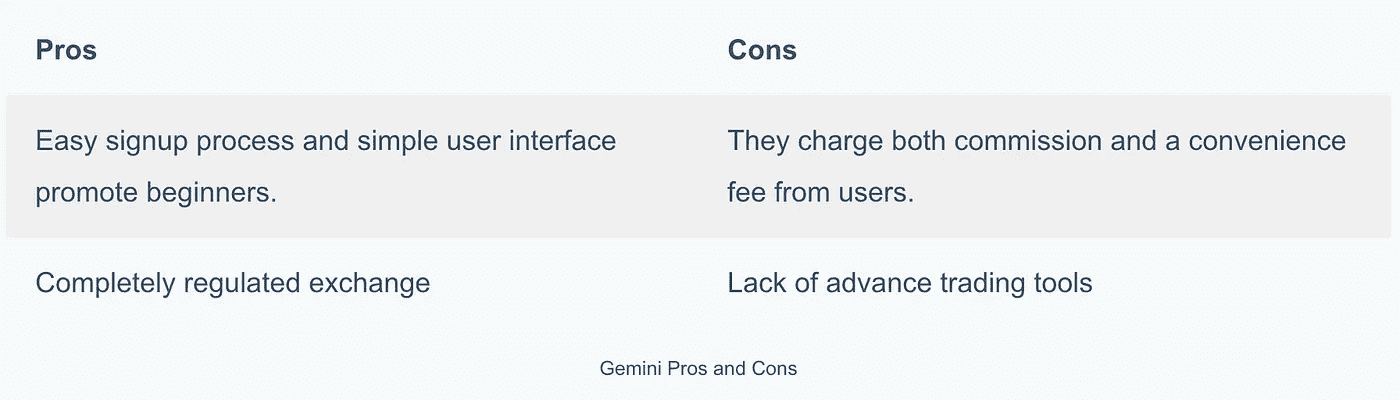 Pros
Cons
Easy signup process and simple user interface
promote beginners.
They charge both commission and a convenience
fee from users.
Completely regulated exchange
Lack of advance trading tools
Gemini Pros and Cons